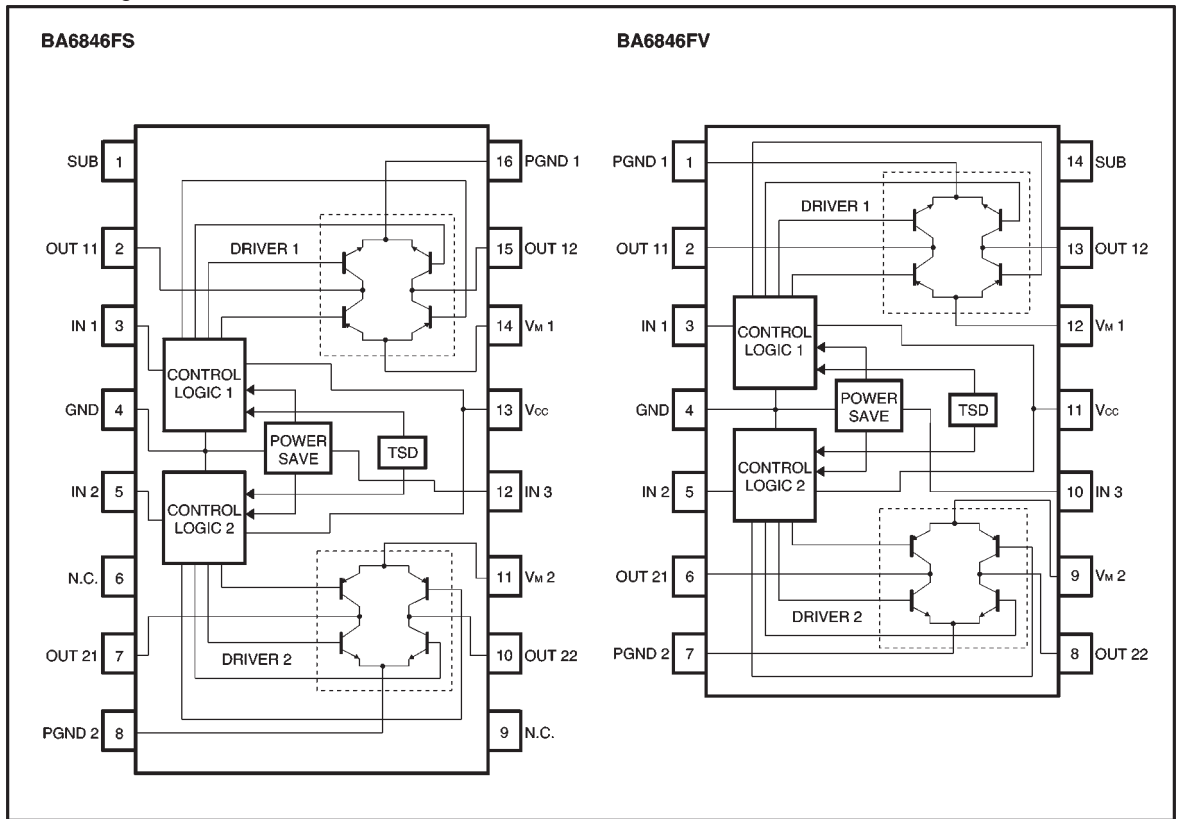 BA6846FS
SUB 1
OUT 11 2
IN 1 3
GND 4
IN 2 5
N.C. 6
OUT 21 7
PGND 2 8
16 PGND 1
15 OUT 12
14 VM 1
13 VCC
12 IN 3
11 VM 2
10 OUT 22
9 N.C.
DRIVER 1
CONTROL
LOGIC 1
POWER
SAVE
TSD
CONTROL
LOGIC 2
DRIVER 2
BA6846FV
PGND 1 1
OUT 11 2
IN 1 3
GND 4
IN 2 5
OUT 21 6
PGND 2 7
14 SUB
13 OUT 12
12 VM 1
11 VCC
10 IN 3
9 VM 2
8 OUT 22
DRIVER 1
CONTROL
LOGIC 1
POWER
SAVE
TSD
CONTROL
LOGIC 2
DRIVER 2